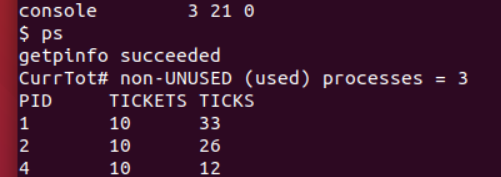 console 3 21 0
$ ps
getpinfo succeeded
CurrTot# non-UNUSED (used) processes = 3
PID TICKETS TICKS
1 10 33
2 10 26
4 10 12